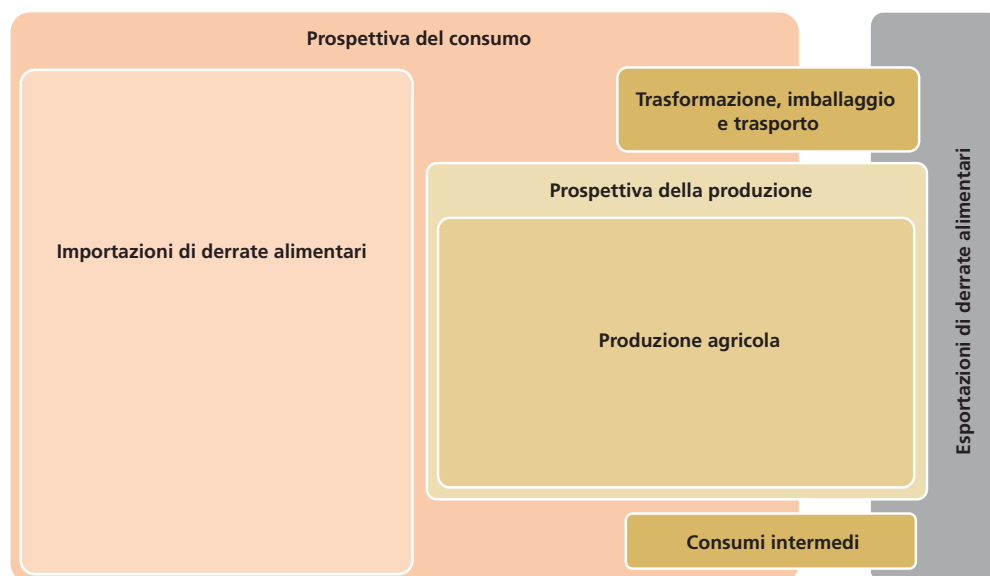 Prospettiva del consumo
Trasformazione, imballaggio
e trasporto
Prospettiva della produzione
Importazioni di derrate alimentari
Produzione agricola
Consumi intermedi
Esportazioni di derrate alimentari